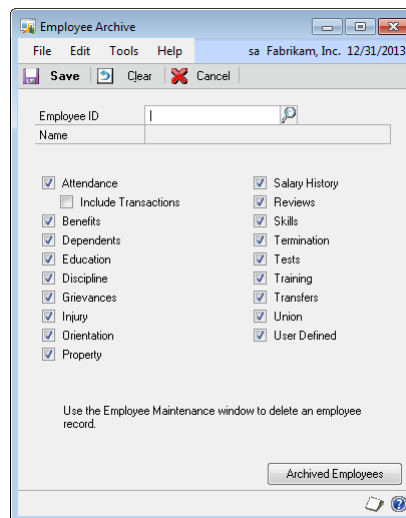 Employee Archive
File Edit Tools Help sa Fabrikam, Inc. 12/31/2013
Save Clear Cancel
Employee ID
Name
Attendance Salary History
Include Transactions Reviews
Benefits Skills
Dependents Termination
Education Tests
Discipline Training
Grievances Transfers
Injury Union
Orientation User Defined
Property
Use the Employee Maintenance window to delete an employee
record.
Archived Employees